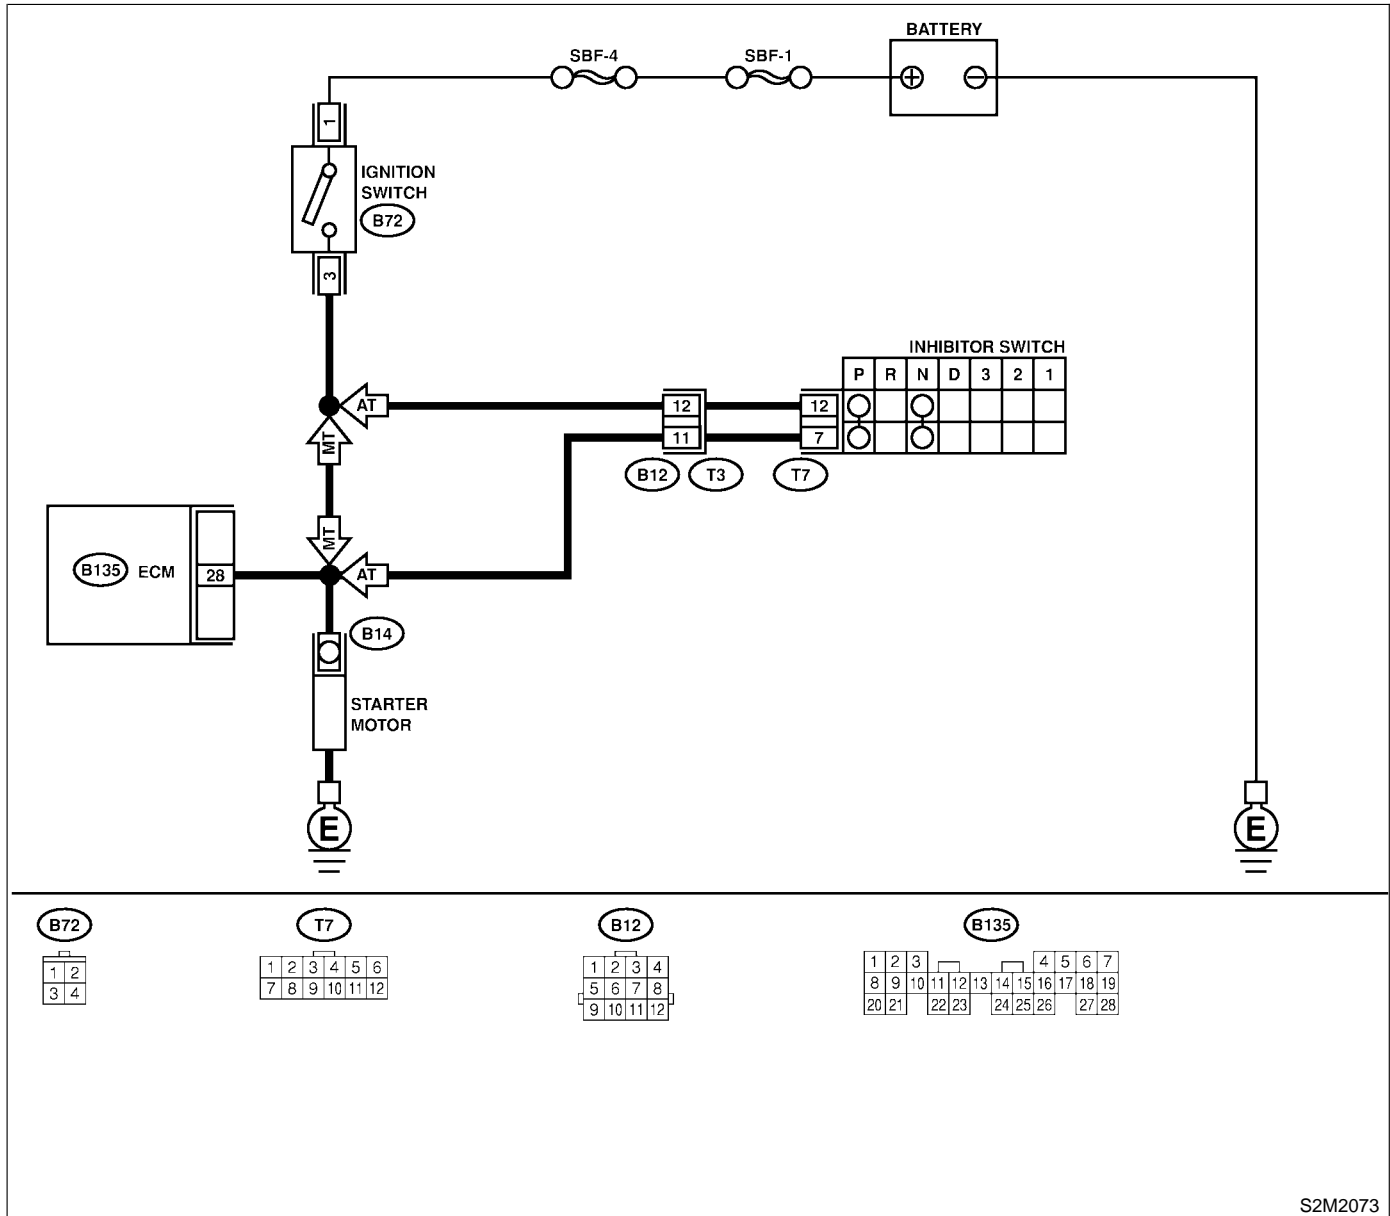 BATTERY
SBF-4
SBF-1
+
−
1
IGNITION
SWITCH
B72
3
INHIBITOR SWITCH
P R N D 3 2 1
AT
12
12
11
7
MT
B12
T3
T7
MT
B135
ECM
28
AT
B14
STARTER
MOTOR
E
E
B72
T7
B12
B135
1 2
3 4
1 2 3 4 5 6
7 8 9 10 11 12
1 2 3 4
5 6 7 8
9 10 11 12
1 2 3 4 5 6 7
8 9 10 11 12 13 14 15 16 17 18 19
20 21 22 23 24 25 26 27 28
S2M2073